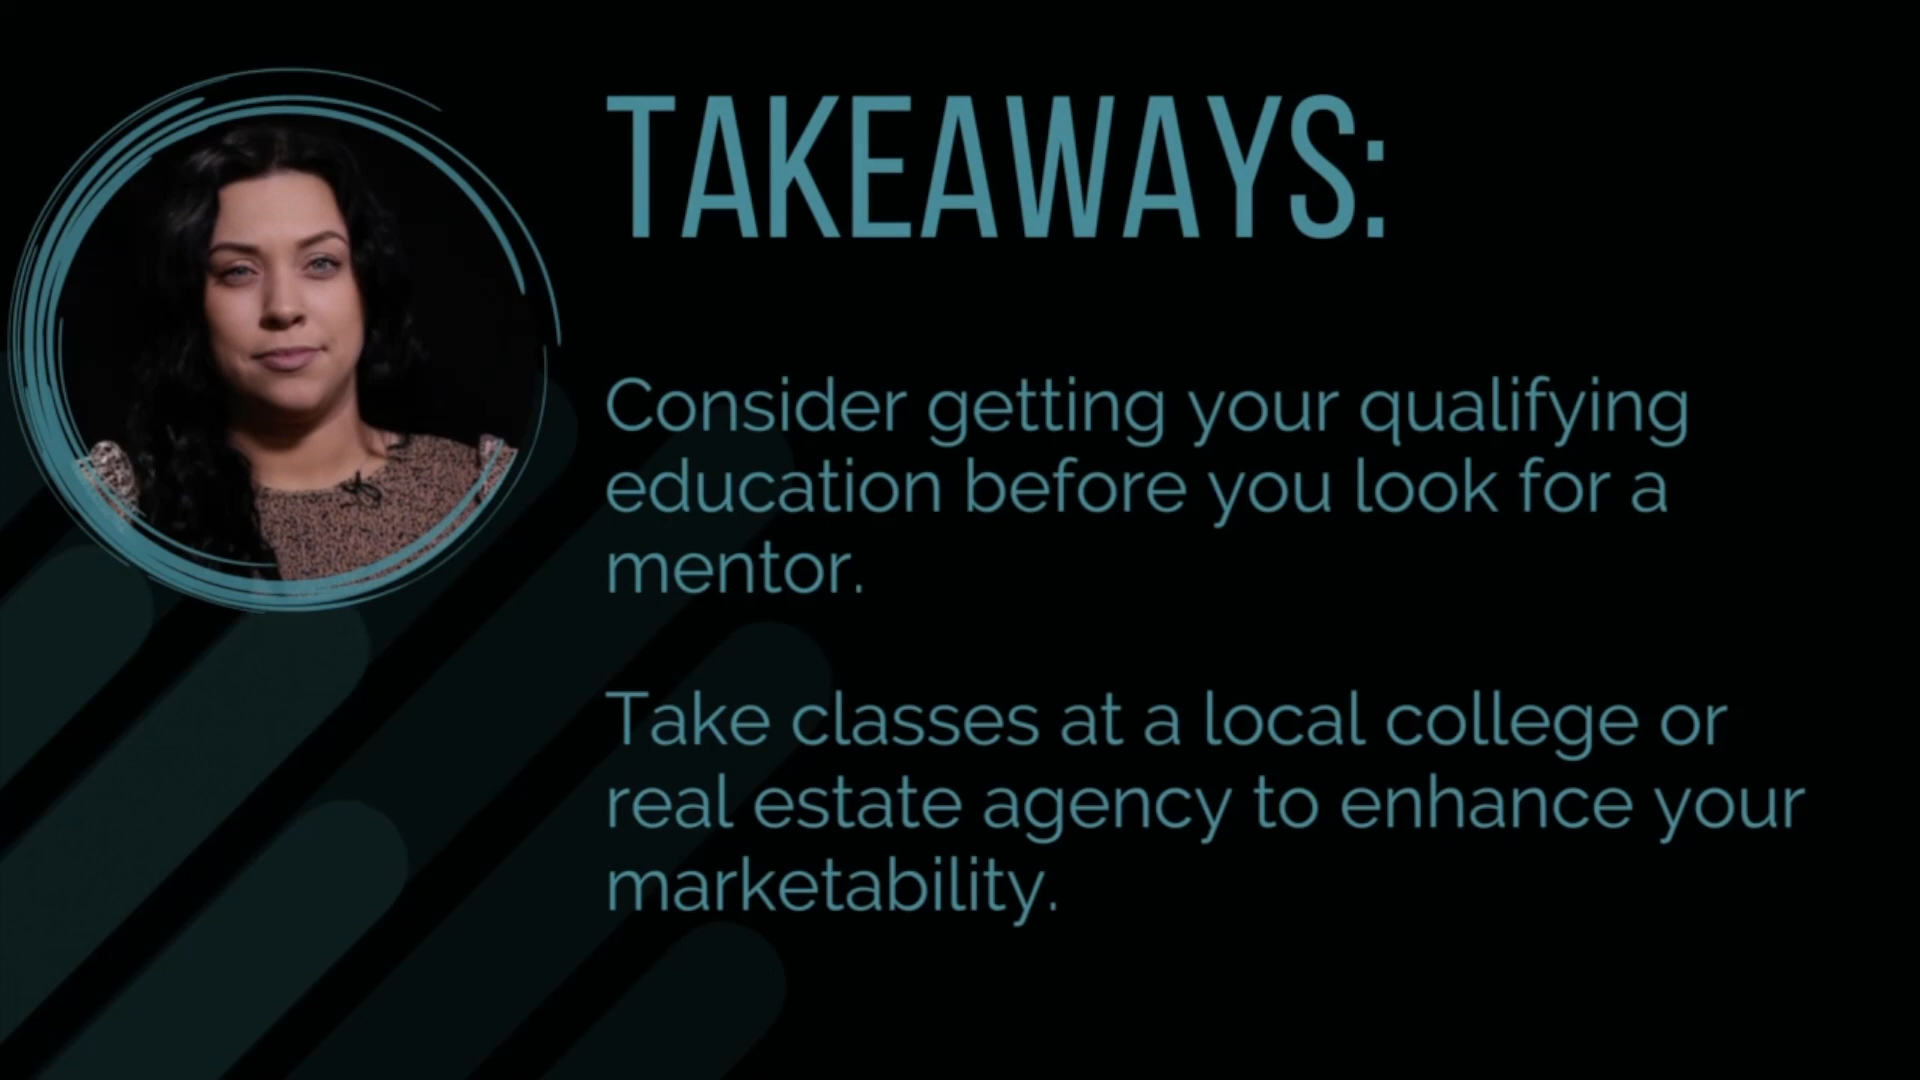 TAKEAWAYS:
Consider getting your qualifying
education before you look for a
mentor.
Take classes at a local college or
real estate agency to enhance your
marketability.